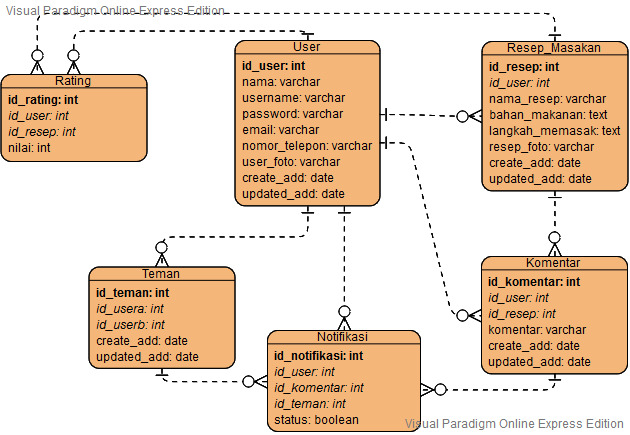 Visual Paradigm Online Express Edition
Rating
id_rating: int
id_user: int
id_resep: int
nilai: int
User
id_user: int
nama: varchar
username: varchar
password: varchar
email: varchar
nomor_telepon: varchar
user_foto: varchar
create_add: date
updated_add: date
Resep_Masakan
id_resep: int
id_user: int
nama_resep: varchar
bahan_makanan: text
langkah_memasak: text
resep_foto: varchar
create_add: date
updated_add: date
Teman
id_teman: int
id_usera: int
id_userb: int
create_add: date
updated_add: date
Komentar
id_komentar: int
id_user: int
id_resep: int
komentar: varchar
create_add: date
updated_add: date
Notifikasi
id_notifikasi: int
id_user: int
id_komentar: int
id_teman: int
status: boolean
Visual Paradigm Online Express Edition